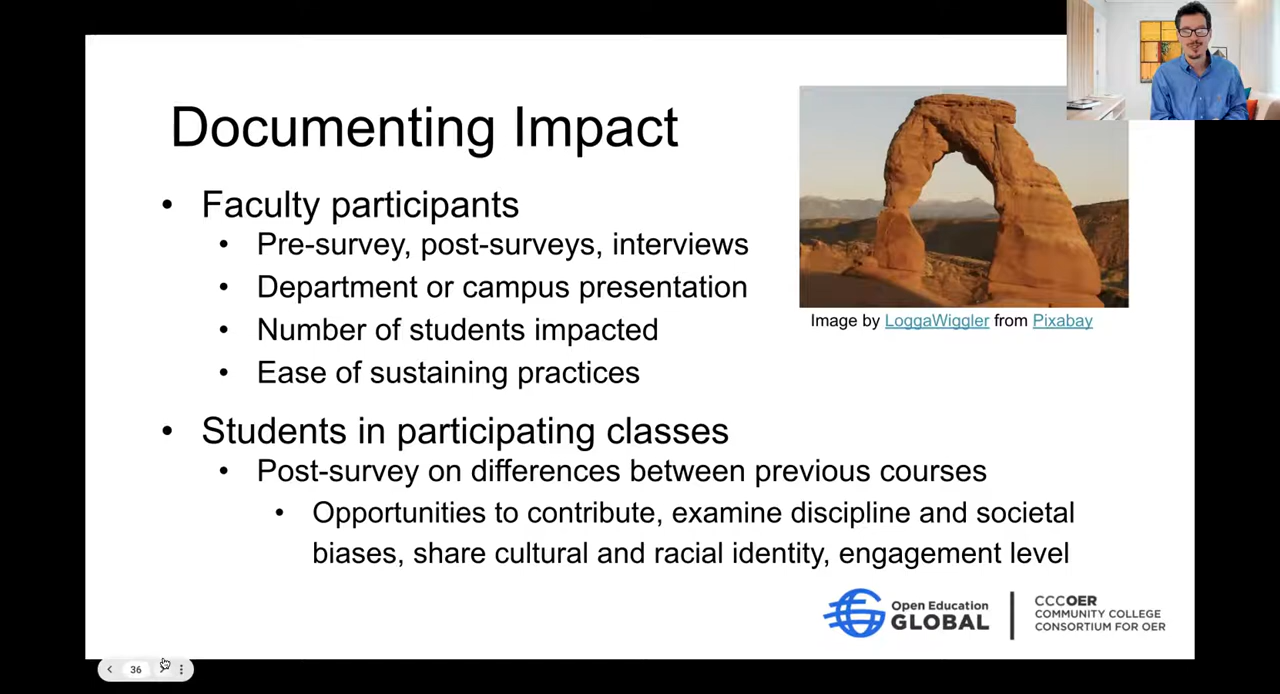 Documenting Impact
• Faculty participants
• Pre-survey, post-surveys, interviews
• Department or campus presentation
• Number of students impacted
• Ease of sustaining practices
• Students in participating classes
• Post-survey on differences between previous courses
• Opportunities to contribute, examine discipline and societal
biases, share cultural and racial identity, engagement level
Image by LoggaWiggler from Pixabay
Open Education
GLOBAL
CCCOER
COMMUNITY COLLEGE
CONSORTIUM FOR OER
36